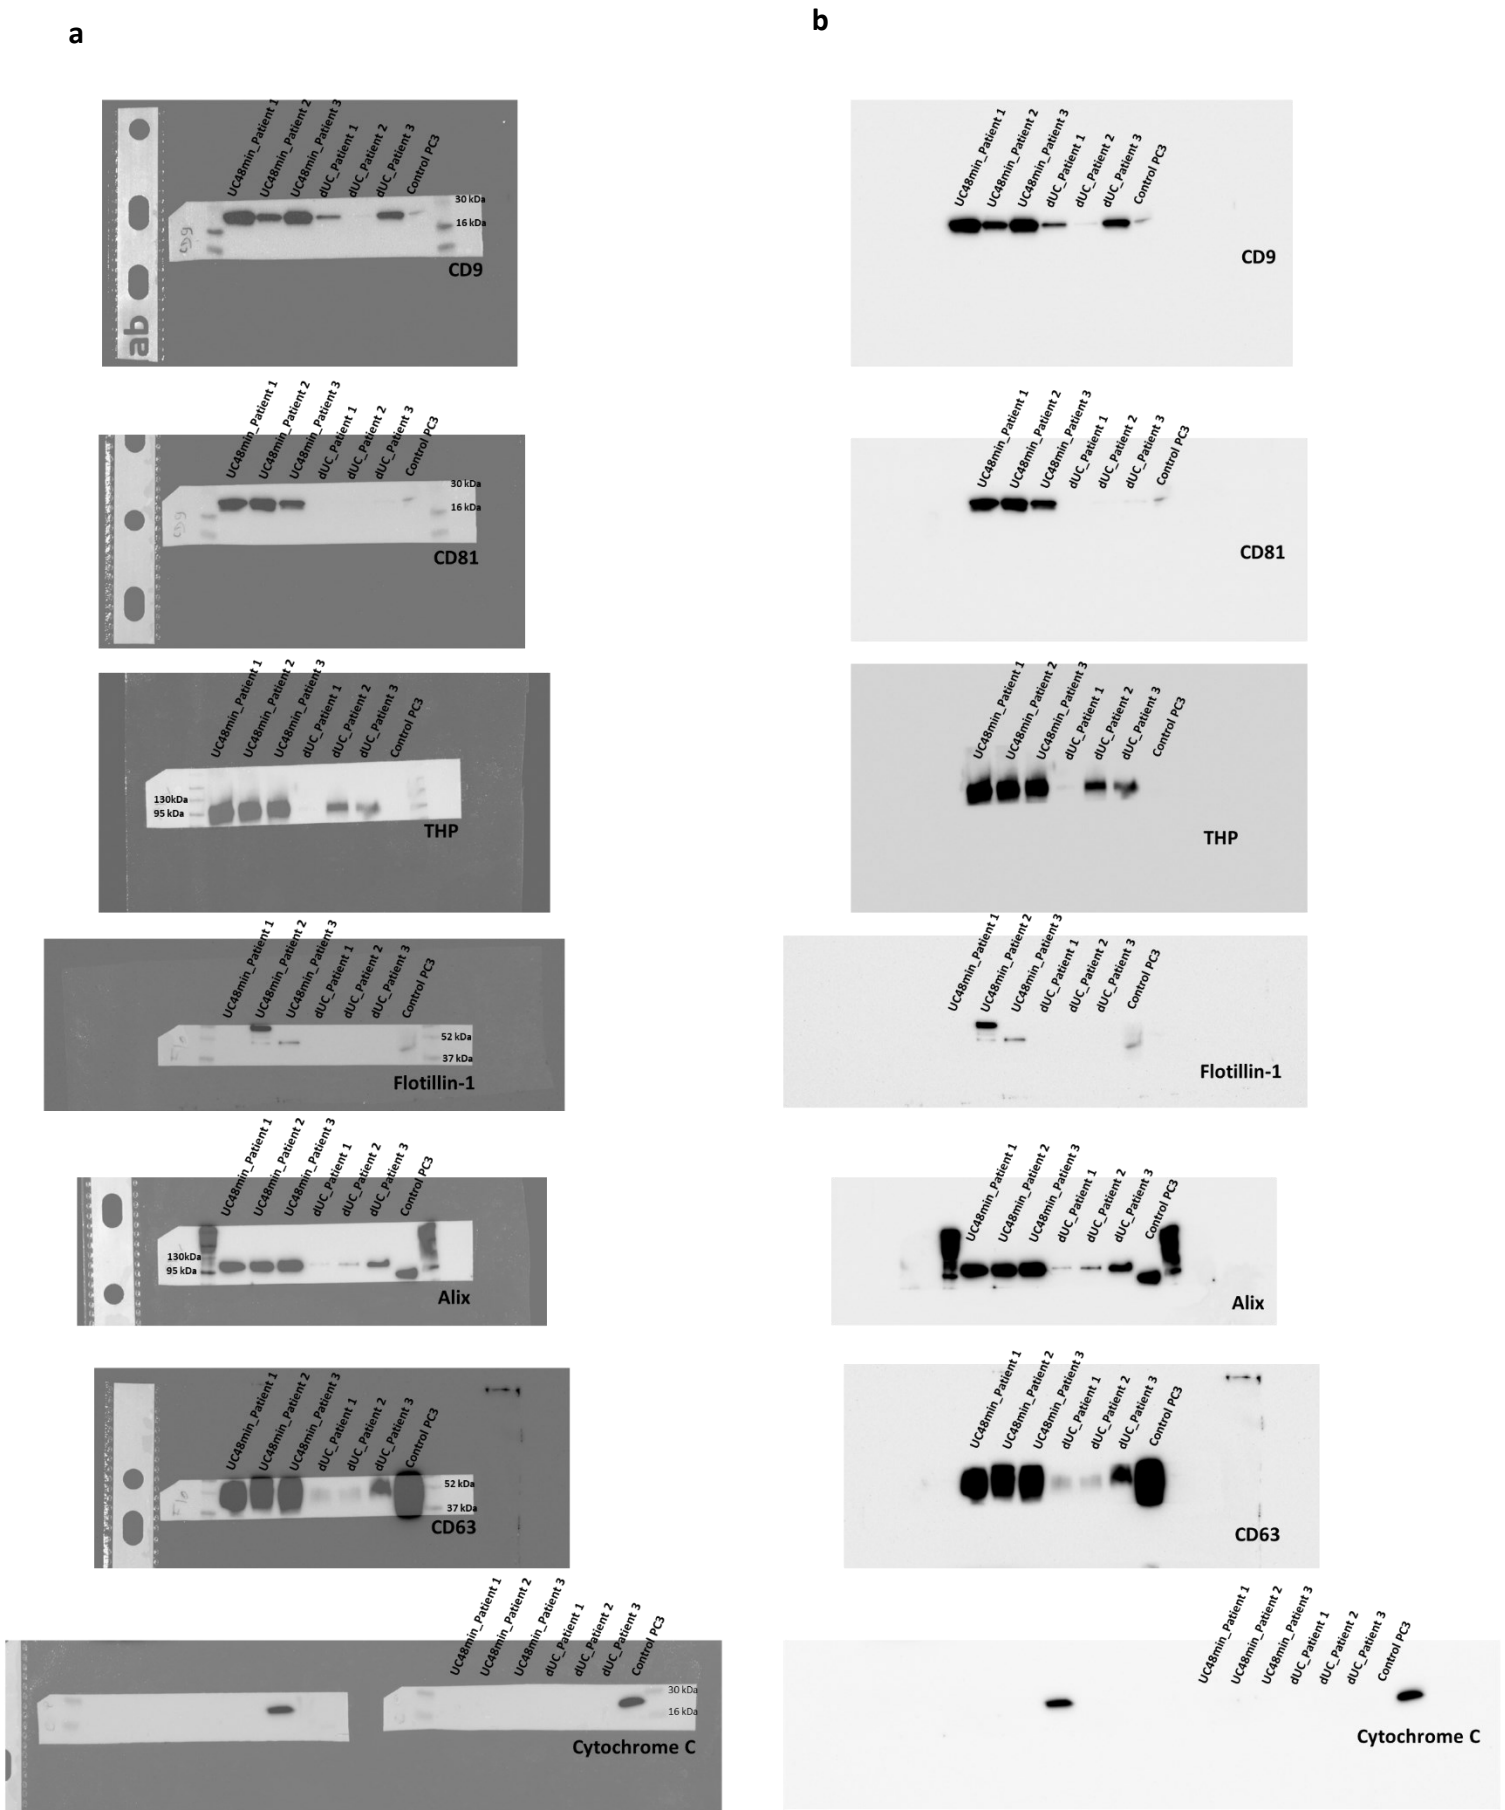 a
b
UC48min_Patient 1
UC48min_Patient 2
UC48min_Patient 3
dUC_Patient 1
dUC_Patient 2
dUC_Patient 3
Control PC3
30 kDa
16 kDa
CD9
ab
CD9
UC48min_Patient 1
UC48min_Patient 2
UC48min_Patient 3
dUC_Patient 1
dUC_Patient 2
dUC_Patient 3
Control PC3
CD9
UC48min_Patient 1
UC48min_Patient 2
UC48min_Patient 3
dUC_Patient 1
dUC_Patient 2
dUC_Patient 3
Control PC3
30 kDa
16 kDa
CD9
CD81
UC48min_Patient 1
UC48min_Patient 2
UC48min_Patient 3
dUC_Patient 1
dUC_Patient 2
dUC_Patient 3
Control PC3
CD81
UC48min_Patient 1
UC48min_Patient 2
UC48min_Patient 3
dUC_Patient 1
dUC_Patient 2
dUC_Patient 3
Control PC3
130kDa
95 kDa
THP
UC48min_Patient 1
UC48min_Patient 2
UC48min_Patient 3
dUC_Patient 1
dUC_Patient 2
dUC_Patient 3
Control PC3
THP
UC48min_Patient 1
UC48min_Patient 2
UC48min_Patient 3
dUC_Patient 1
dUC_Patient 2
dUC_Patient 3
Control PC3
52 kDa
37 kDa
Flotillin-1
UC48min_Patient 1
UC48min_Patient 2
UC48min_Patient 3
dUC_Patient 1
dUC_Patient 2
dUC_Patient 3
Control PC3
Flotillin-1
UC48min_Patient 1
UC48min_Patient 2
UC48min_Patient 3
dUC_Patient 1
dUC_Patient 2
dUC_Patient 3
Control PC3
130kDa
95 kDa
Alix
UC48min_Patient 1
UC48min_Patient 2
UC48min_Patient 3
dUC_Patient 1
dUC_Patient 2
dUC_Patient 3
Control PC3
Alix
UC48min_Patient 1
UC48min_Patient 2
UC48min_Patient 3
dUC_Patient 1
dUC_Patient 2
dUC_Patient 3
Control PC3
52 kDa
37 kDa
CD63
UC48min_Patient 1
UC48min_Patient 2
UC48min_Patient 3
dUC_Patient 1
dUC_Patient 2
dUC_Patient 3
Control PC3
CD63
UC48min_Patient 1
UC48min_Patient 2
UC48min_Patient 3
dUC_Patient 1
dUC_Patient 2
dUC_Patient 3
Control PC3
30 kDa
16 kDa
Cytochrome C
UC48min_Patient 1
UC48min_Patient 2
UC48min_Patient 3
dUC_Patient 1
dUC_Patient 2
dUC_Patient 3
Control PC3
Cytochrome C